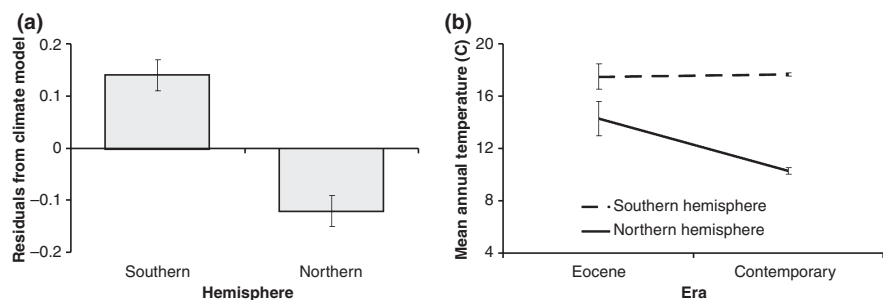 (a)
Residuals from climate model
0.2
0.1
0
−0.1
−0.2
Southern
Northern
Hemisphere
(b)
Mean annual temperature (C)
20
16
12
8
4
Southern hemisphere
Northern hemisphere
Eocene
Contemporary
Era